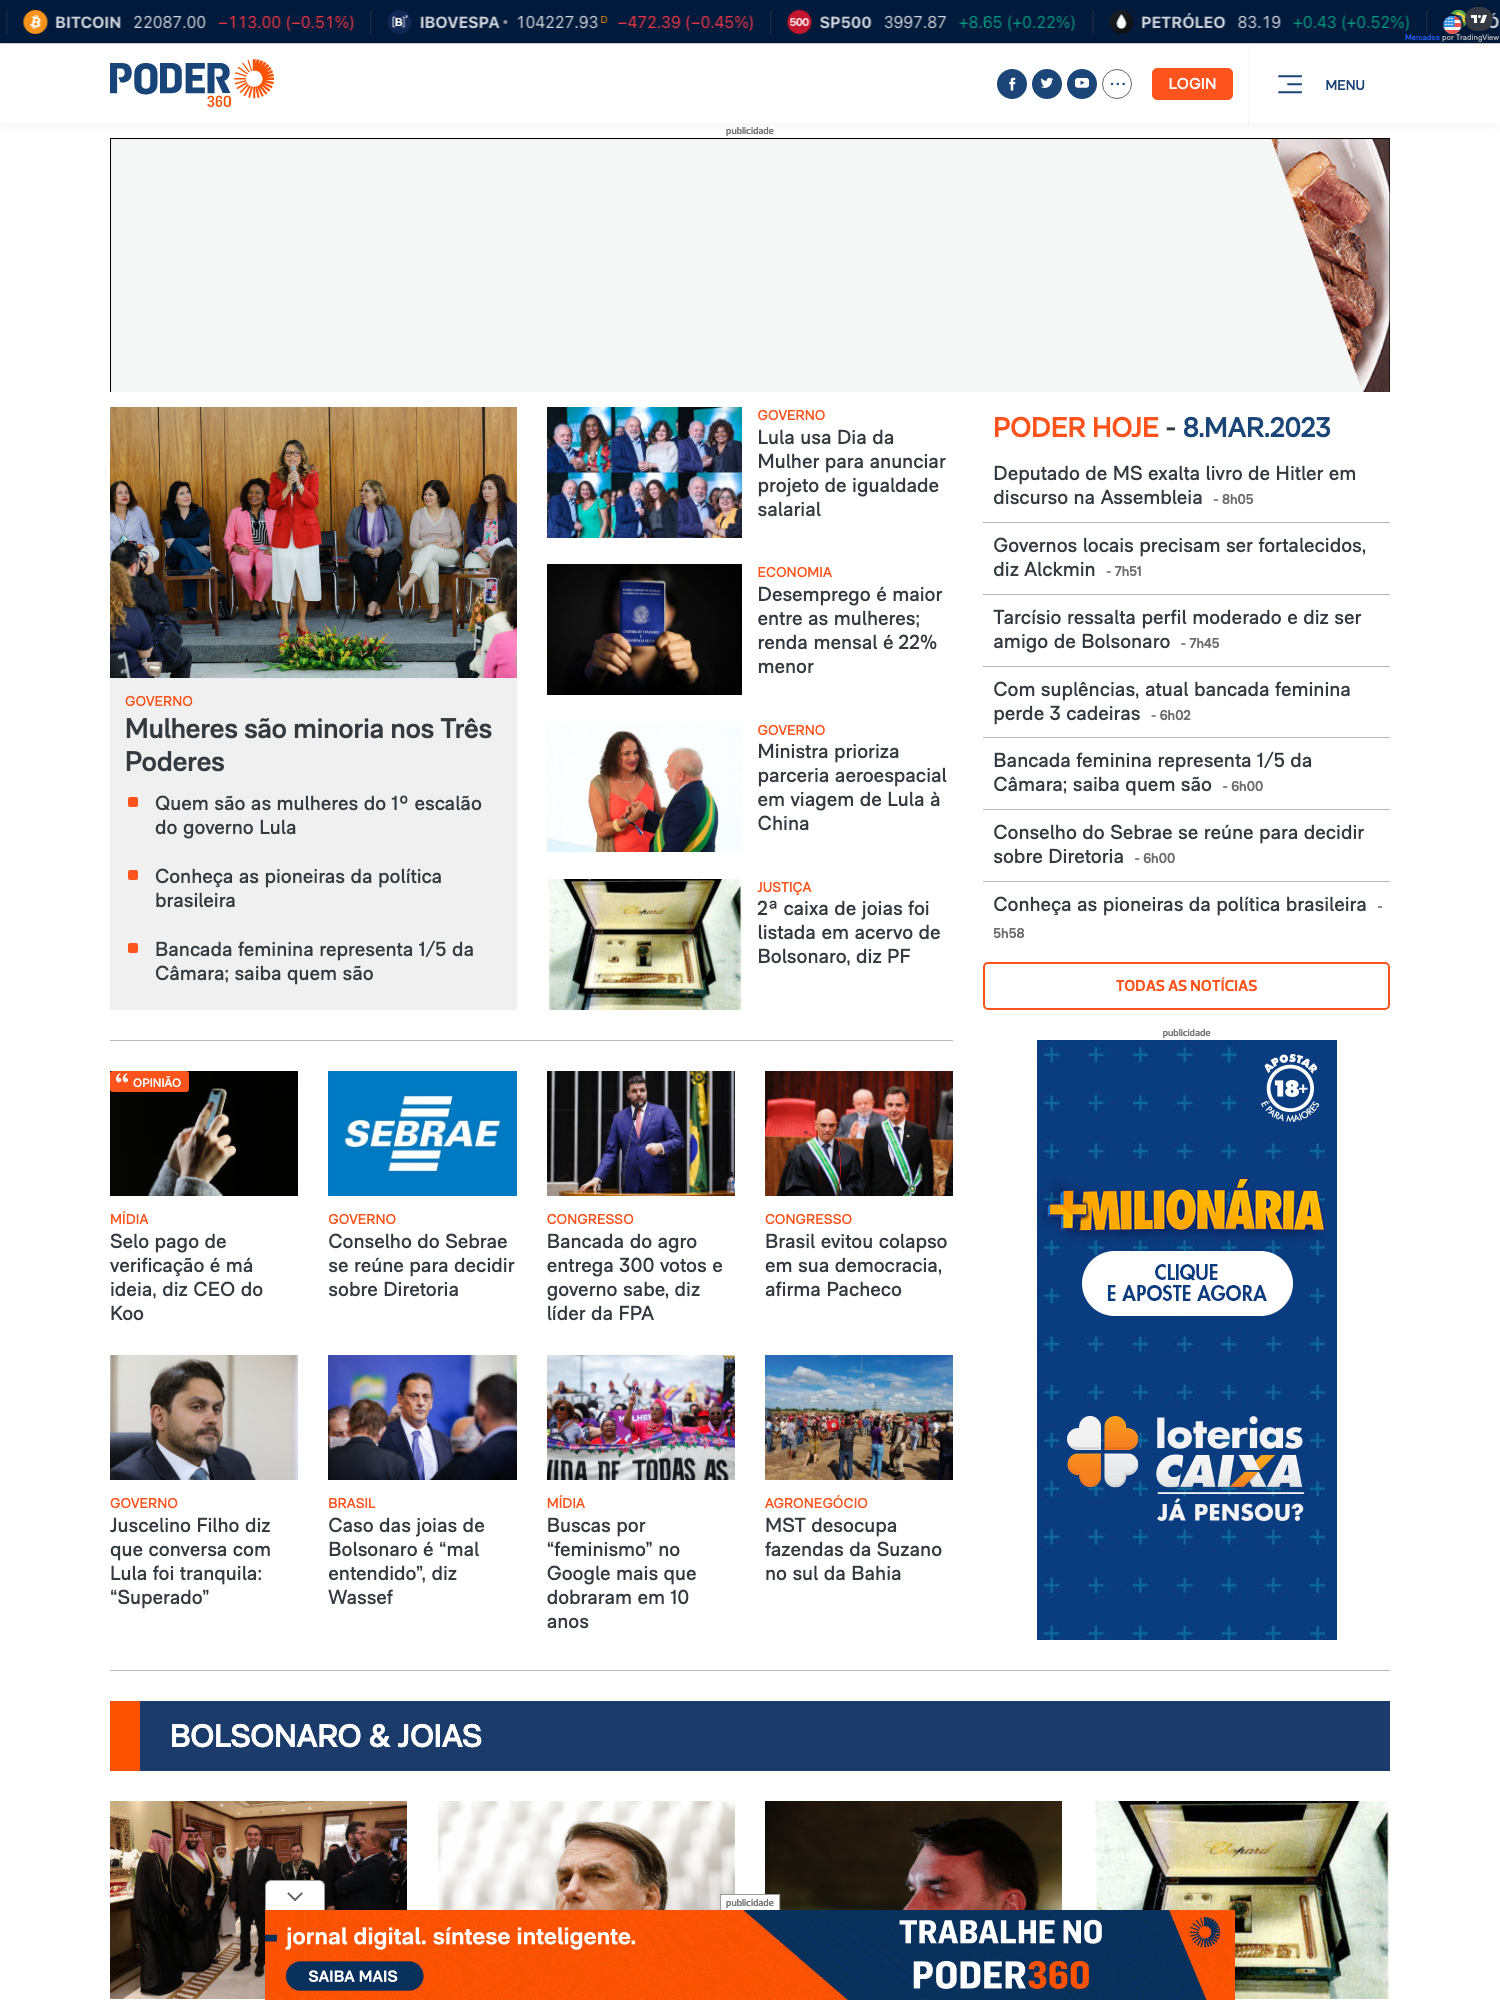 BITCOIN 22087.00 −113.00 (−0.51%) IBOVESPA 104227.93 D −472.39 (−0.45%) 500 SP500 3997.87 +8.65 (+0.22%) PETRÓLEO 83.19 +0.43 (+0.52%)
Mercados por TradingView
PODER
360
LOGIN
MENU
publicidade
GOVERNO
Mulheres são minoria nos Três
Poderes
Quem são as mulheres do 1º escalão
do governo Lula
Conheça as pioneiras da política
brasileira
Bancada feminina representa 1/5 da
Câmara; saiba quem são
GOVERNO
Lula usa Dia da
Mulher para anunciar
projeto de igualdade
salarial
ECONOMIA
Desemprego é maior
entre as mulheres;
renda mensal é 22%
menor
GOVERNO
Ministra prioriza
parceria aeroespacial
em viagem de Lula à
China
Chopard
JUSTIÇA
2ª caixa de joias foi
listada em acervo de
Bolsonaro, diz PF
PODER HOJE - 8.MAR.2023
Deputado de MS exalta livro de Hitler em
discurso na Assembleia - 8h05
Governos locais precisam ser fortalecidos,
diz Alckmin - 7h51
Tarcísio ressalta perfil moderado e diz ser
amigo de Bolsonaro - 7h45
Com suplências, atual bancada feminina
perde 3 cadeiras - 6h02
Bancada feminina representa 1/5 da
Câmara; saiba quem são - 6h00
Conselho do Sebrae se reúne para decidir
sobre Diretoria - 6h00
Conheça as pioneiras da política brasileira -
5h58
TODAS AS NOTÍCIAS
publicidade
APOSTAR
18+
É PARA MAIORES
+MILIONÁRIA
CLIQUE
E APOSTE AGORA
loterias
CAIXA
JÁ PENSOU?
“ OPINIÃO
MÍDIA
Selo pago de
verificação é má
ideia, diz CEO do
Koo
SEBRAE
GOVERNO
Conselho do Sebrae
se reúne para decidir
sobre Diretoria
CONGRESSO
Bancada do agro
entrega 300 votos e
governo sabe, diz
líder da FPA
CONGRESSO
Brasil evitou colapso
em sua democracia,
afirma Pacheco
GOVERNO
Juscelino Filho diz
que conversa com
Lula foi tranquila:
“Superado”
BRASIL
Caso das joias de
Bolsonaro é “mal
entendido”, diz
Wassef
VIDA DE TODAS AS
MÍDIA
Buscas por
“feminismo” no
Google mais que
dobraram em 10
anos
AGRONEGÓCIO
MST desocupa
fazendas da Suzano
no sul da Bahia
BOLSONARO & JOIAS
Chopard
publicidade
jornal digital. síntese inteligente.
SAIBA MAIS
TRABALHE NO
PODER360